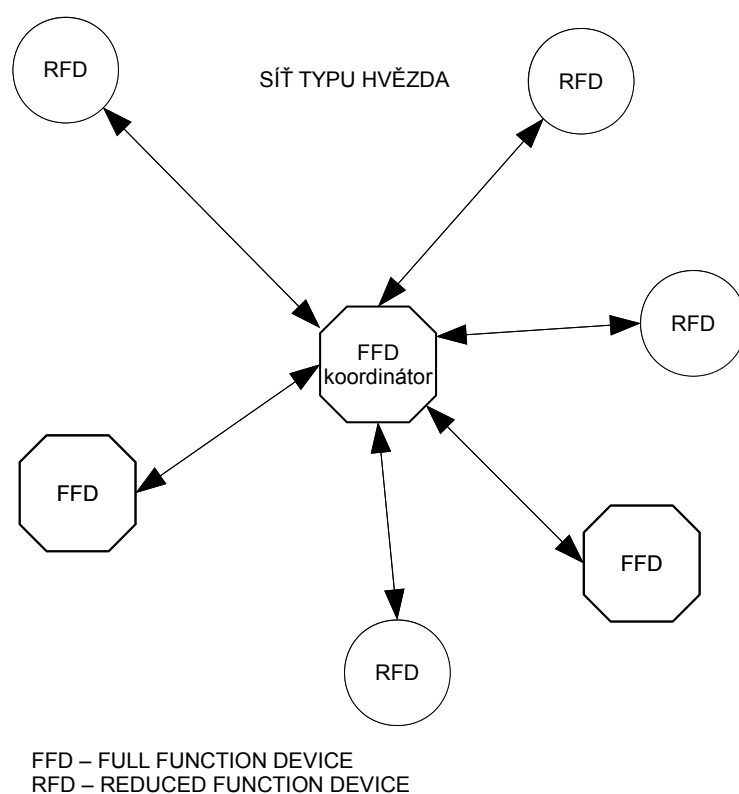 RFD
SÍŤ TYPU HVĚZDA
RFD
RFD
FFD
koordinátor
FFD
FFD
RFD
FFD – FULL FUNCTION DEVICE
RFD – REDUCED FUNCTION DEVICE